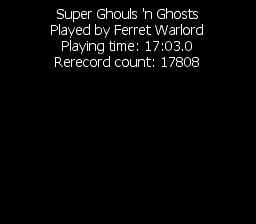 Super Ghouls 'n Ghosts
Played by Ferret Warlord
Playing time: 17:03.0
Rerecord count: 17808